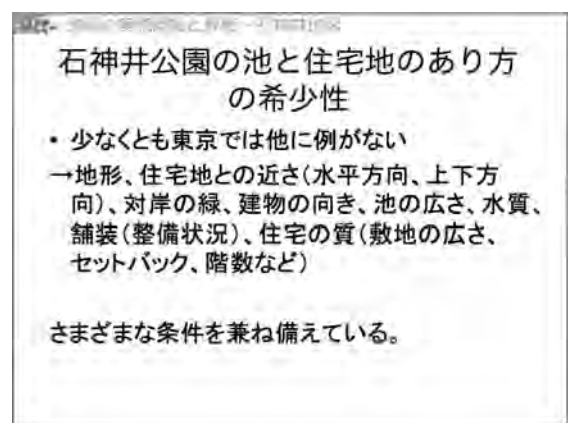 石神井公園の池と住宅地のあり方
の希少性
・ 少なくとも東京では他に例がない
→地形、住宅地との近さ(水平方向、上下方
向)、対岸の緑、建物の向き、池の広さ、水質、
舗装(整備状況)、住宅の質(敷地の広さ、
セットバック、階数など)
さまざまな条件を兼ね備えている。